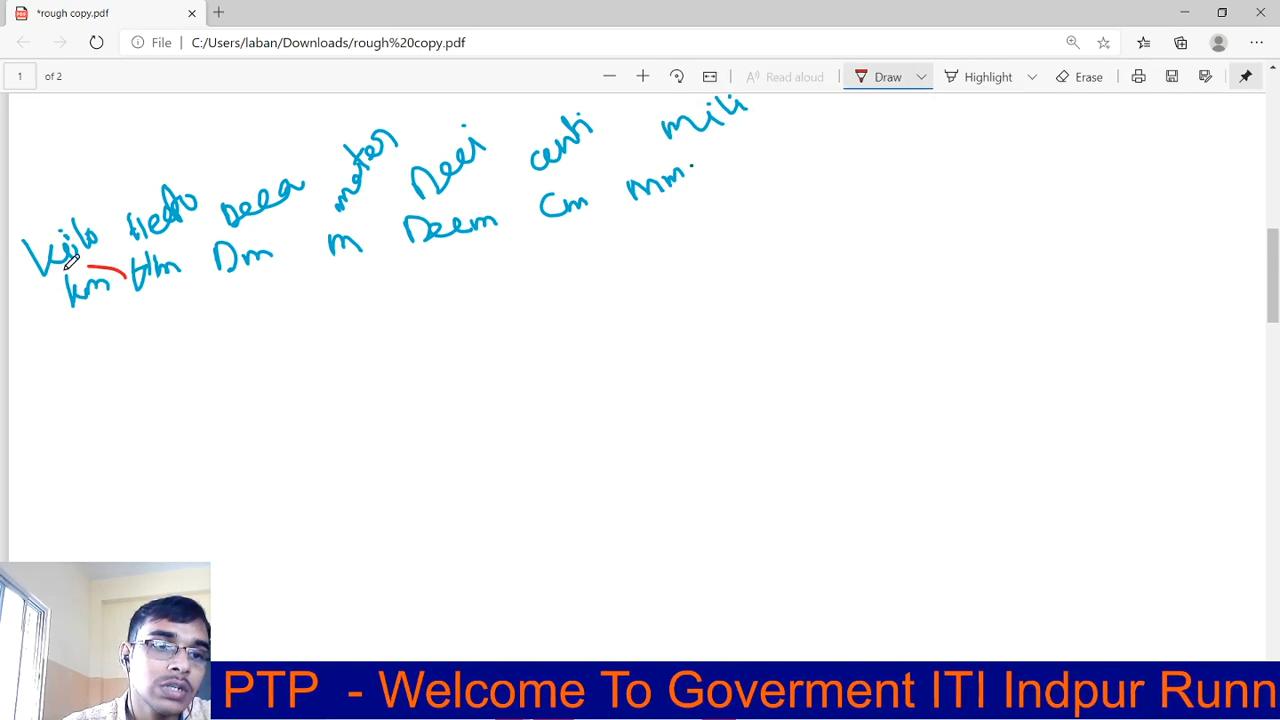 *rough copy.pdf
File C:/Users/laban/Downloads/rough%20copy.pdf
1 of 2 Read aloud Draw Highlight Erase
Kilo Hecto Deca meter Deci centi mili
km Hm Dm m Decm Cm mm.
PTP - Welcome To Goverment ITI Indpur Runn